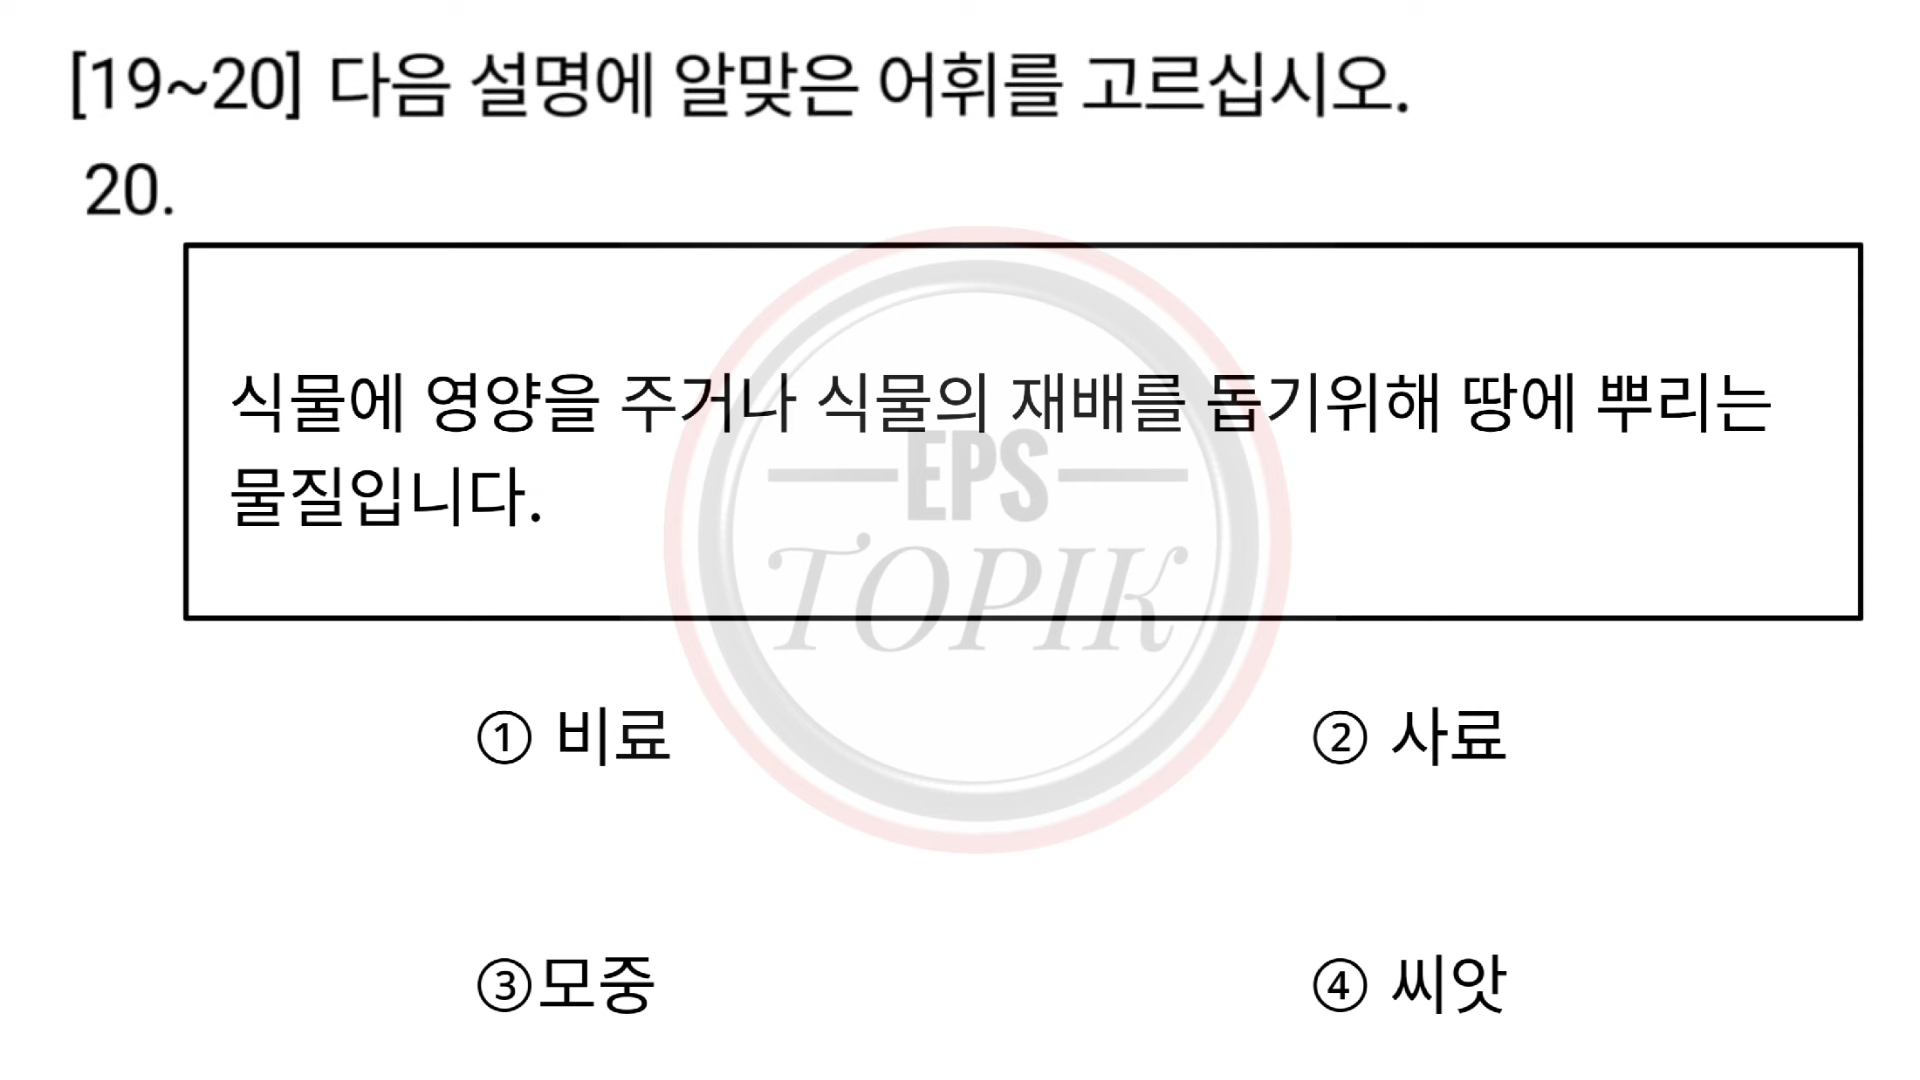 [19~20] 다음 설명에 알맞은 어휘를 고르십시오.
20.
식물에 영양을 주거나 식물의 재배를 돕기위해 땅에 뿌리는
물질입니다.
EPS
TOPIK
① 비료 ② 사료
③모중 ④ 씨앗